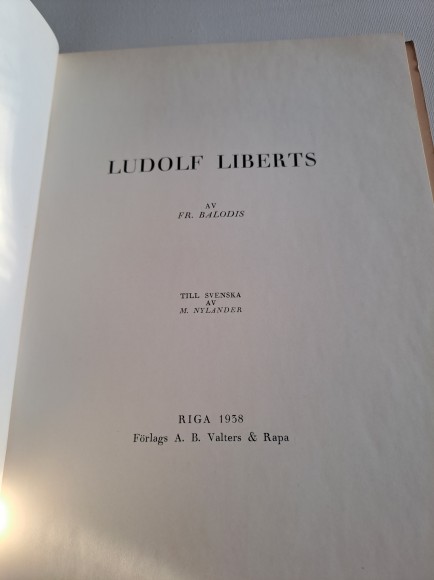 LUDOLF LIBERTS
AV
FR. BALODIS
TILL SVENSKA
AV
M. NYLANDER
RIGA 1938
Förlags A. B. Valters & Rapa